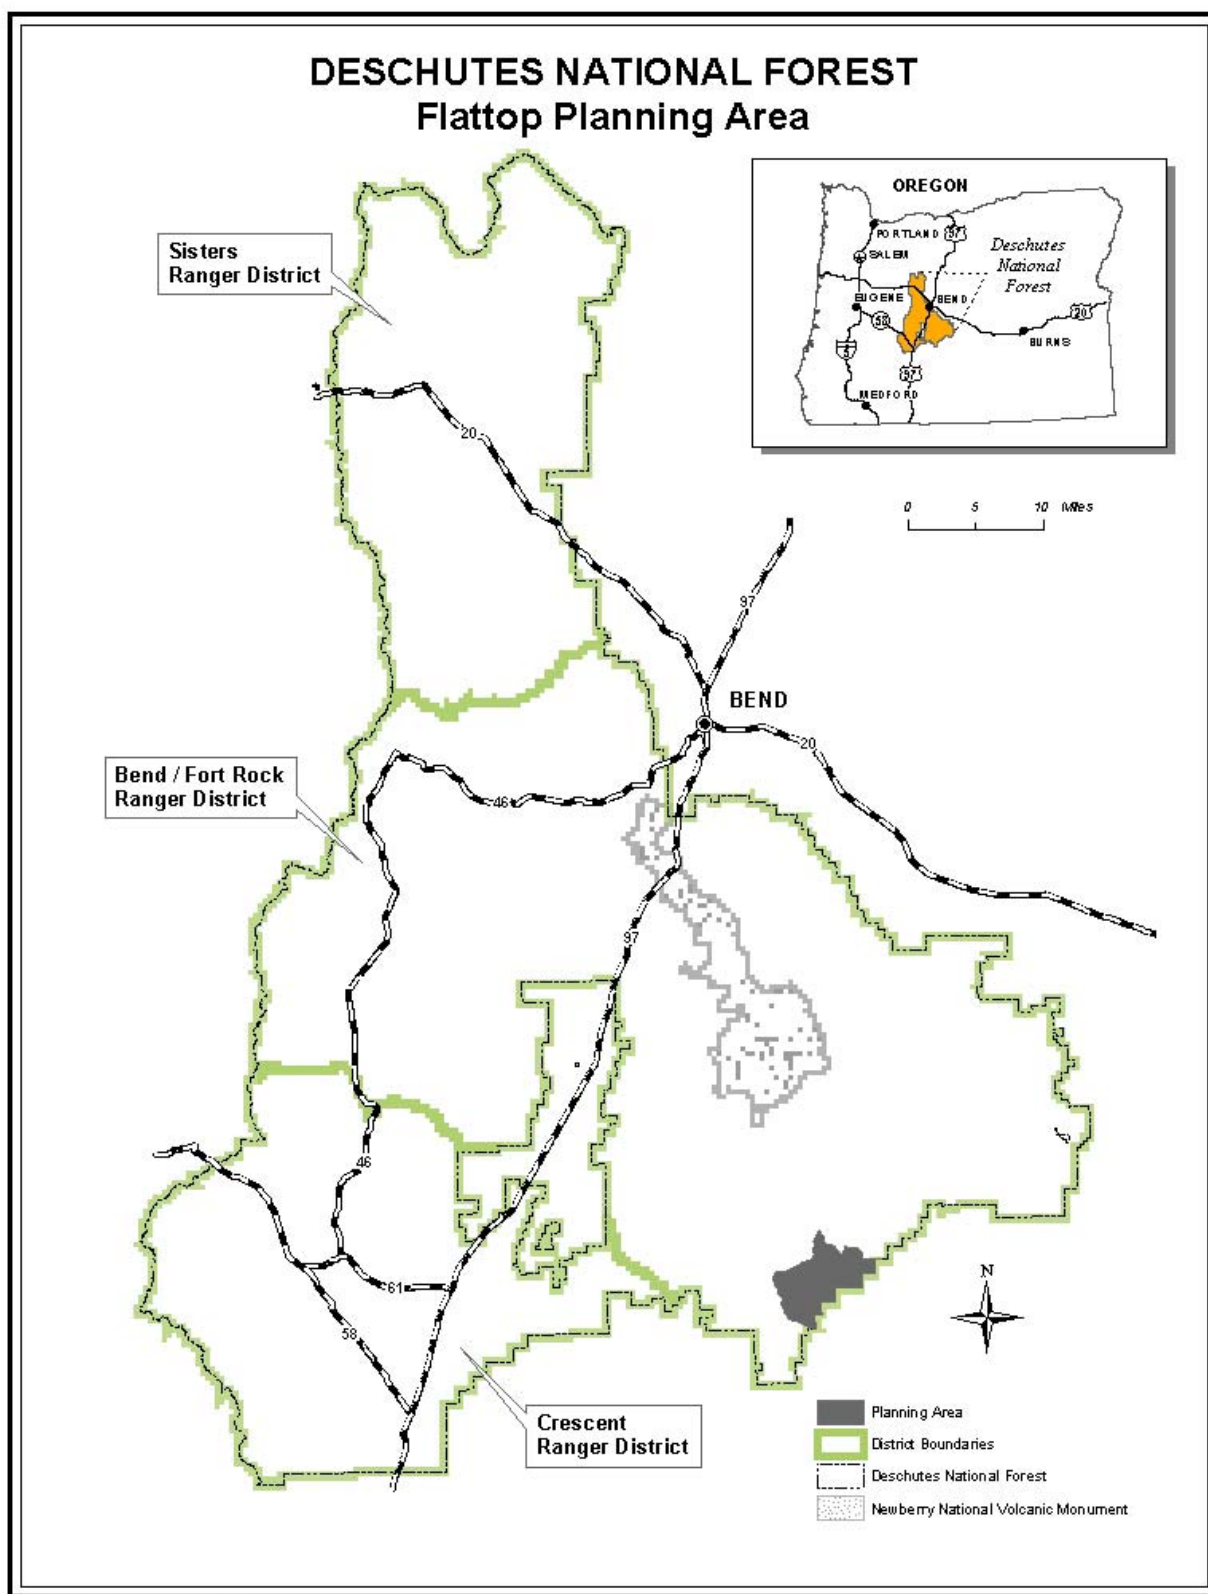 DESCHUTES NATIONAL FOREST
Flattop Planning Area
OREGON
PORTLAND
97
SALEM
Deschutes
National
Forest
EUGENE
BEND
58
20
BURNS
5
97
MEDFORD
Sisters
Ranger District
20
0 5 10 Miles
97
BEND
20
Bend / Fort Rock
Ranger District
46
97
46
61
58
N
Crescent
Ranger District
Planning Area
District Boundaries
Deschutes National Forest
Newberry National Volcanic Monument